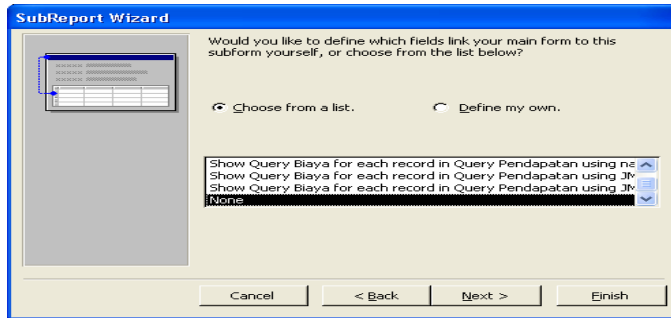 SubReport Wizard
Would you like to define which fields link your main form to this
subform yourself, or choose from the list below?
Choose from a list.
Define my own.
Show Query Biaya for each record in Query Pendapatan using na
Show Query Biaya for each record in Query Pendapatan using JM
Show Query Biaya for each record in Query Pendapatan using JM
None
Cancel
< Back
Next >
Finish